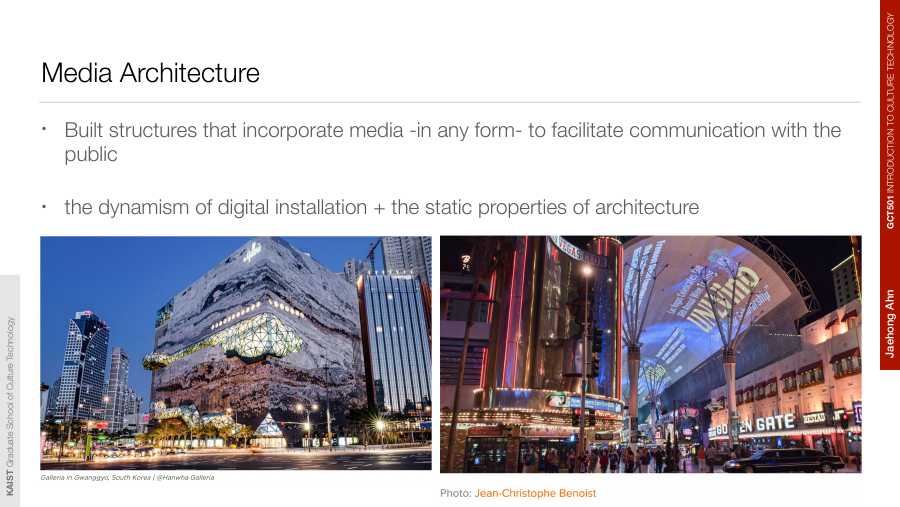 Media Architecture
• Built structures that incorporate media -in any form- to facilitate communication with the
public
• the dynamism of digital installation + the static properties of architecture
VEGAS CLUB
GOLDEN GATE
Galleria in Gwanggyo, South Korea | @Hanwha Galleria
Photo: Jean-Christophe Benoist
KAIST Graduate School of Culture Technology
GCT501 INTRODUCTION TO CULTURE TECHNOLOGY
Jaehong Ahn